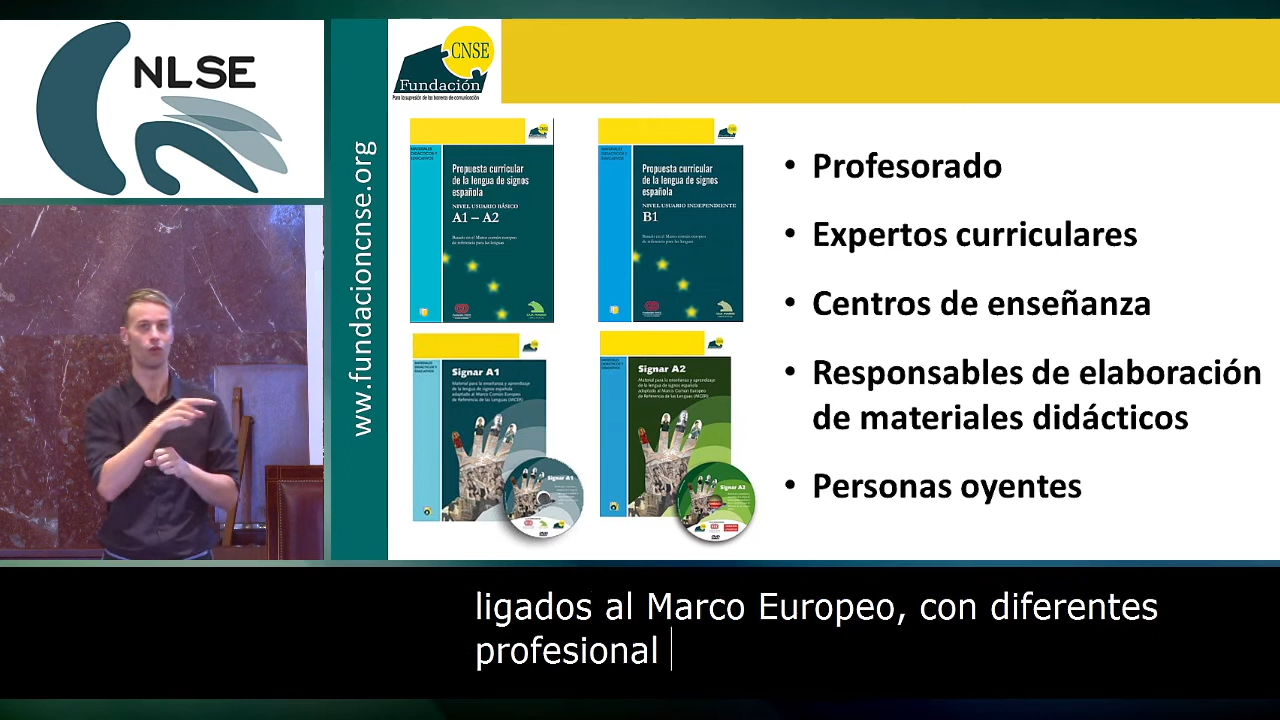 NLSE
www.fundacioncnse.org
CNSE
Fundación
Para la supresión de las barreras de comunicación
MATERIALES
DIDÁCTICOS Y
EDUCATIVOS
Propuesta curricular
de la lengua de signos
española
NIVEL USUARIO BÁSICO
A1 – A2
Basado en el Marco común europeo
de referencia para las lenguas
Propuesta curricular
de la lengua de signos
española
NIVEL USUARIO INDEPENDIENTE
B1
Basado en el Marco común europeo
de referencia para las lenguas
Signar A1
Material para la enseñanza y aprendizaje
de la lengua de signos española
adaptado al Marco Común Europeo
de Referencia de las Lenguas (MCER)
Signar A1
Signar A2
Material para la enseñanza y aprendizaje
de la lengua de signos española
adaptado al Marco Común Europeo
de Referencia de las Lenguas (MCER)
Signar A2
• Profesorado
• Expertos curriculares
• Centros de enseñanza
• Responsables de elaboración
de materiales didácticos
• Personas oyentes
ligados al Marco Europeo, con diferentes
profesional